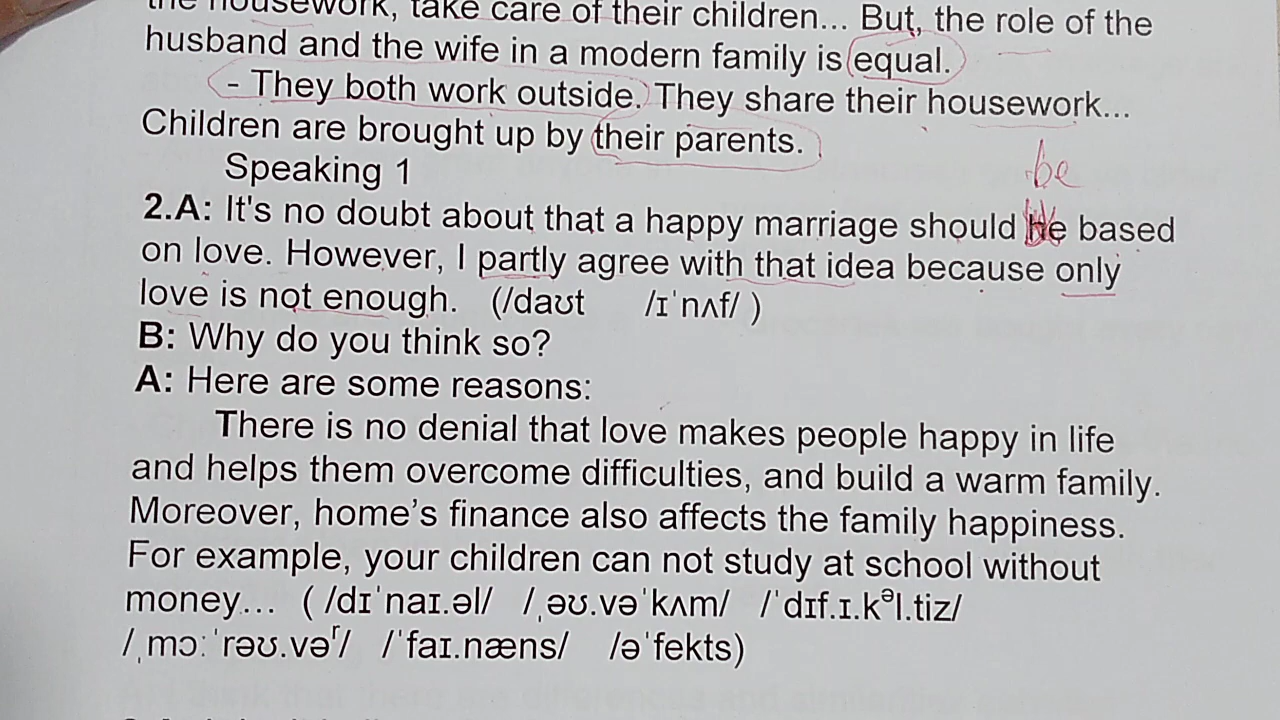 the housework, take care of their children... But, the role of the
husband and the wife in a modern family is equal.
- They both work outside. They share their housework...
Children are brought up by their parents.
Speaking 1
be
2.A: It's no doubt about that a happy marriage should he based
on love. However, I partly agree with that idea because only
love is not enough. (/daʊt /ɪˈnʌf/ )
B: Why do you think so?
A: Here are some reasons:
There is no denial that love makes people happy in life
and helps them overcome difficulties, and build a warm family.
Moreover, home’s finance also affects the family happiness.
For example, your children can not study at school without
money... ( /dɪˈnaɪ.əl/ /ˌəʊ.vəˈkʌm/ /ˈdɪf.ɪ.kᵊl.tiz/
/ˌmɔːˈrəʊ.vəʳ/ /ˈfaɪ.næns/ /əˈfekts)